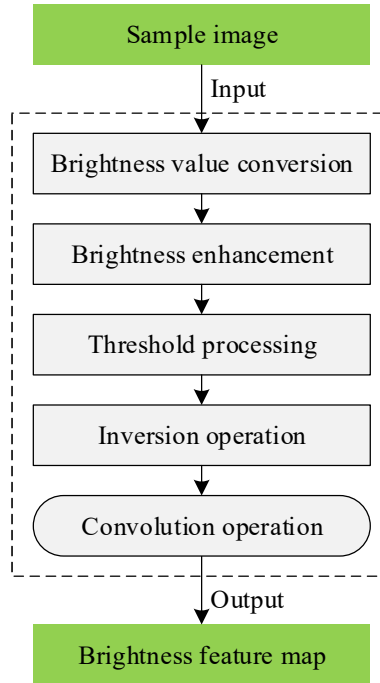 Sample image
Input
Brightness value conversion
Brightness enhancement
Threshold processing
Inversion operation
Convolution operation
Output
Brightness feature map